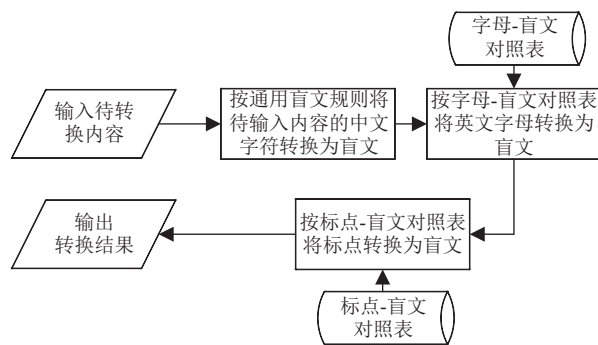 字母-盲文
对照表
输入待转
换内容
按通用盲文规则将
待输入内容的中文
字符转换为盲文
按字母-盲文对照表
将英文字母转换为
盲文
输出
转换结果
按标点-盲文对照表
将标点转换为盲文
标点-盲文
对照表